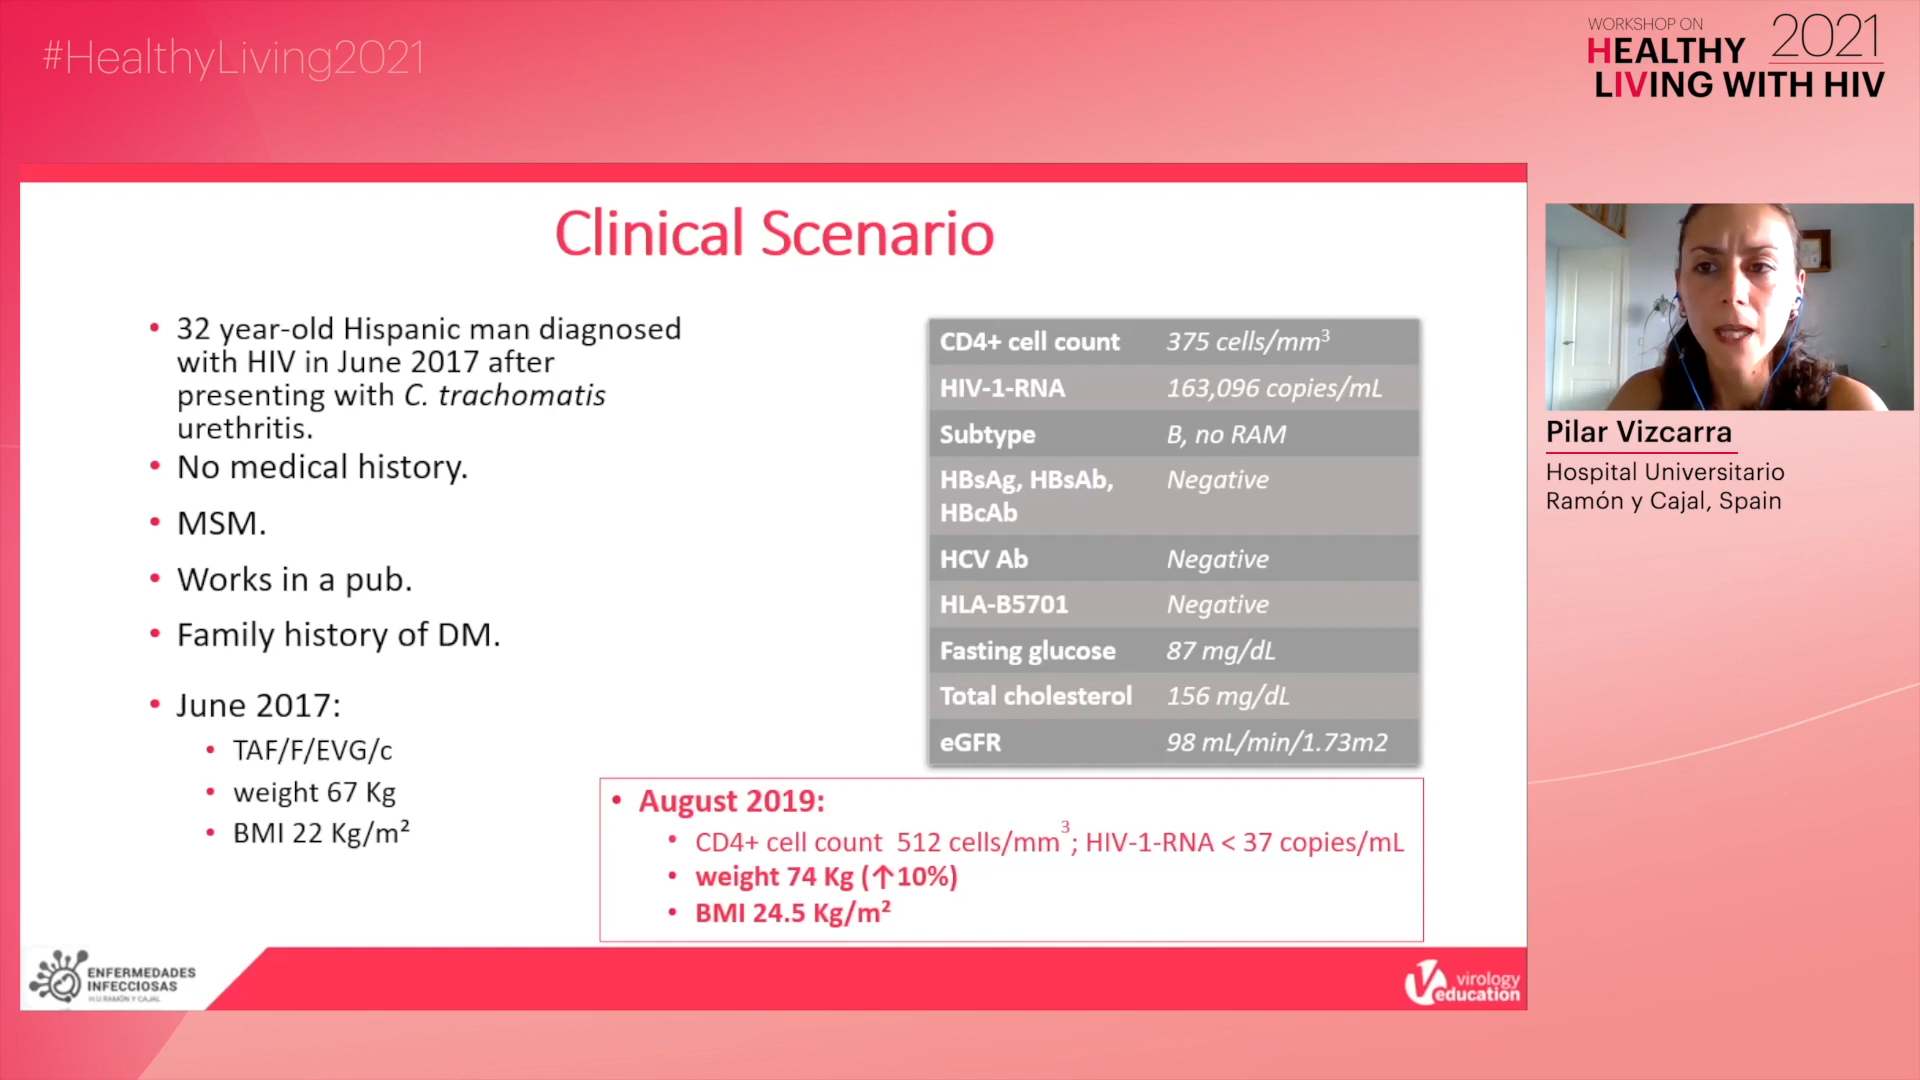 #HealthyLiving2021
WORKSHOP ON
HEALTHY 2021
LIVING WITH HIV
Clinical Scenario
• 32 year-old Hispanic man diagnosed
with HIV in June 2017 after
presenting with C. trachomatis
urethritis.
• No medical history.
• MSM.
• Works in a pub.
• Family history of DM.
• June 2017:
• TAF/F/EVG/c
• weight 67 Kg
• BMI 22 Kg/m²
CD4+ cell count 375 cells/mm³
HIV-1-RNA 163,096 copies/mL
Subtype B, no RAM
HBsAg, HBsAb, Negative
HBcAb
HCV Ab Negative
HLA-B5701 Negative
Fasting glucose 87 mg/dL
Total cholesterol 156 mg/dL
eGFR 98 mL/min/1.73m2
• August 2019:
• CD4+ cell count 512 cells/mm³; HIV-1-RNA < 37 copies/mL
• weight 74 Kg (↑10%)
• BMI 24.5 Kg/m²
Pilar Vizcarra
Hospital Universitario
Ramón y Cajal, Spain
ENFERMEDADES
INFECCIOSAS
H.U RAMÓN Y CAJAL
virology
education